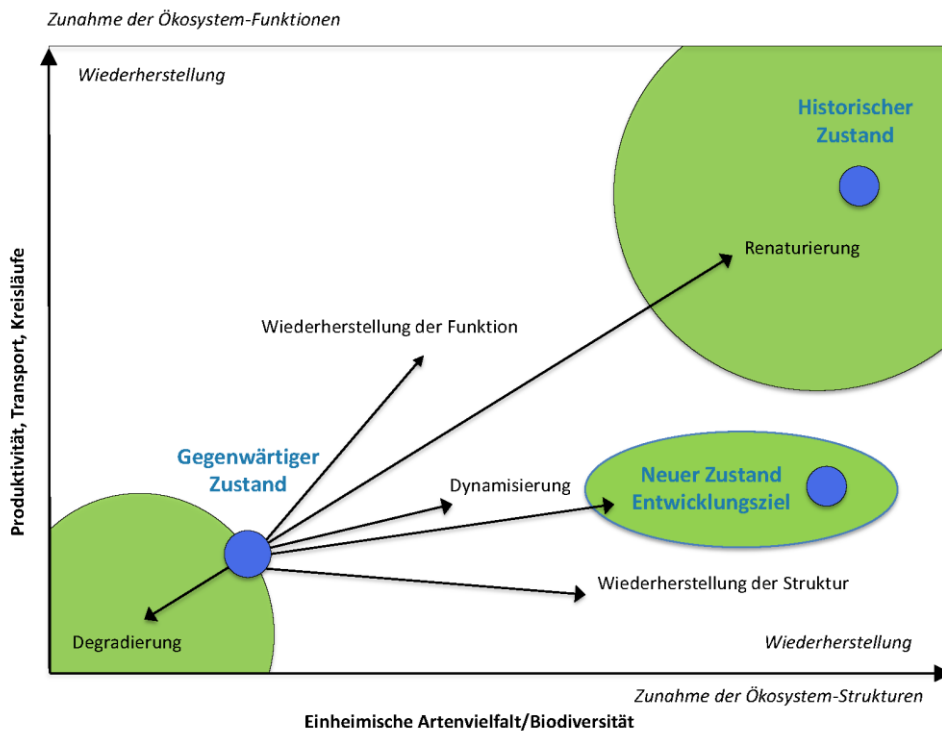 Zunahme der Ökosystem-Funktionen
Wiederherstellung
Historischer
Zustand
Renaturierung
Wiederherstellung der Funktion
Produktivität, Transport, Kreisläufe
Gegenwärtiger
Zustand
Dynamisierung
Neuer Zustand
Entwicklungsziel
Wiederherstellung der Struktur
Degradierung
Wiederherstellung
Zunahme der Ökosystem-Strukturen
Einheimische Artenvielfalt/Biodiversität